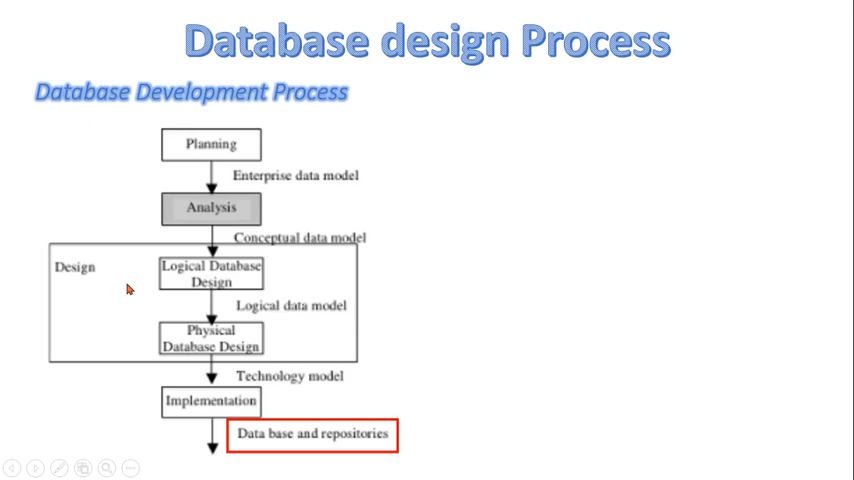 Database design Process
Database Development Process
Planning
Enterprise data model
Analysis
Conceptual data model
Design
Logical Database
Design
Logical data model
Physical
Database Design
Technology model
Implementation
Data base and repositories